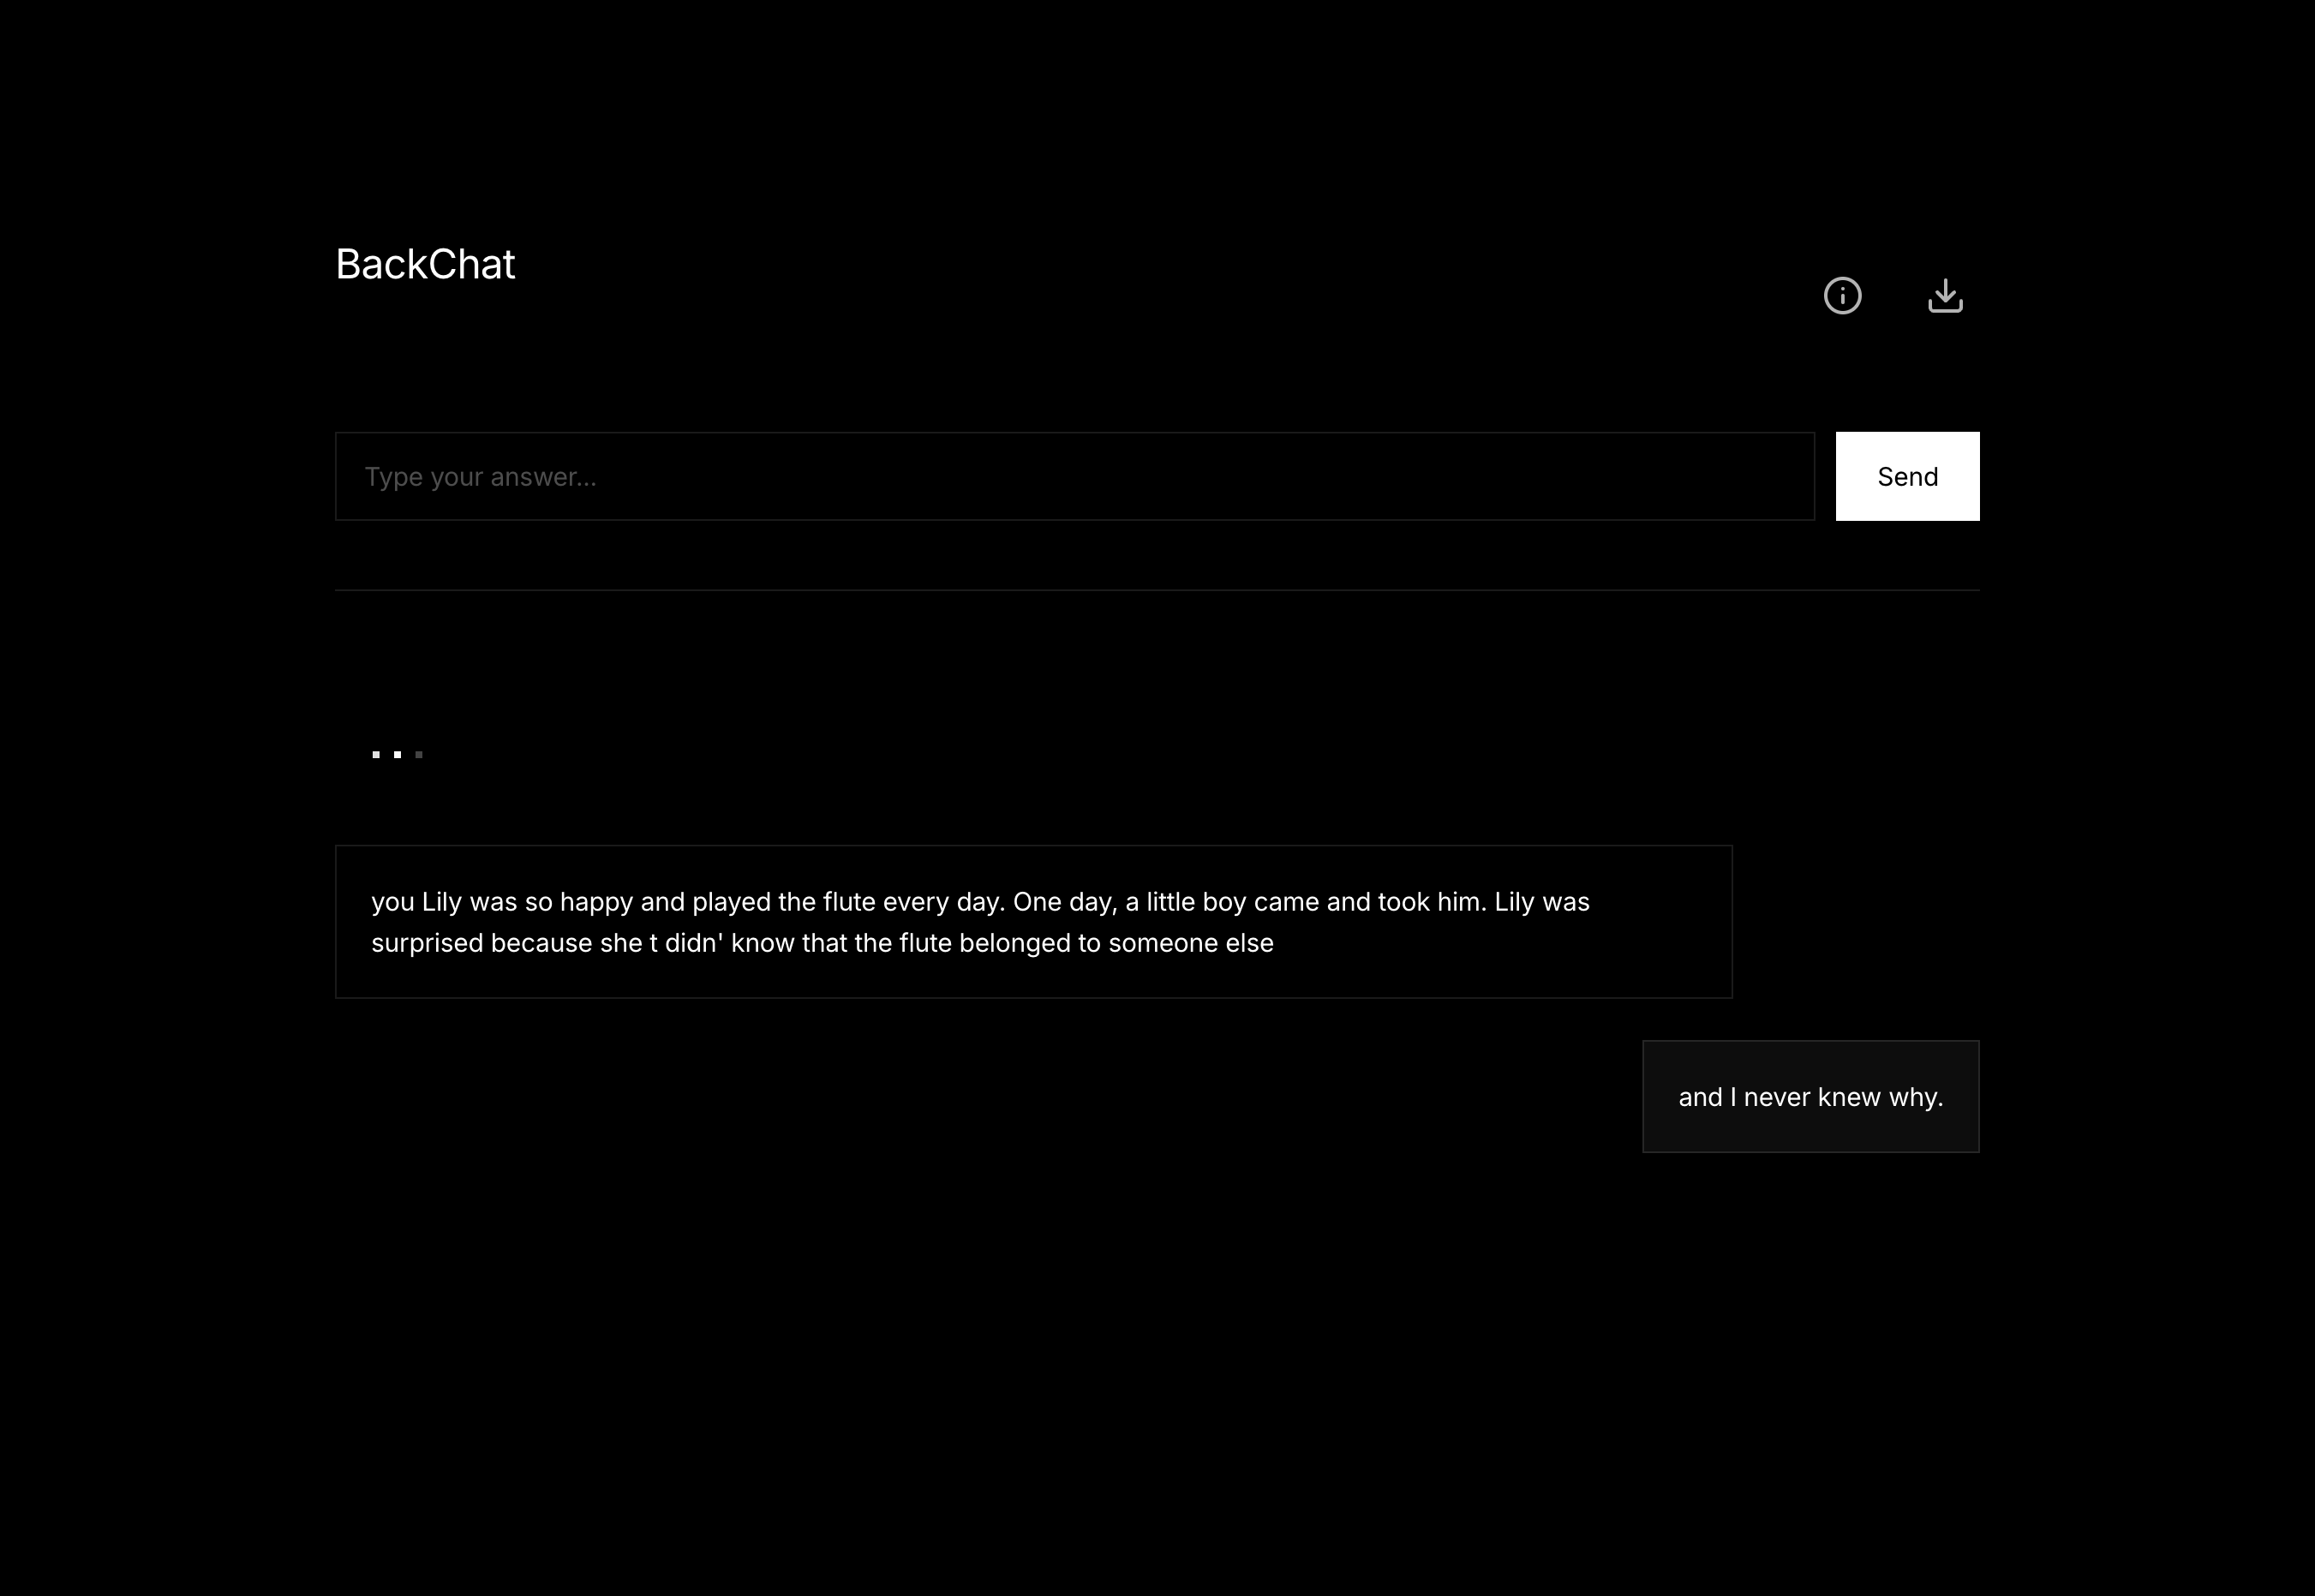 BackChat
Type your answer...
Send
you Lily was so happy and played the flute every day. One day, a little boy came and took him. Lily was
surprised because she t didn' know that the flute belonged to someone else
and I never knew why.